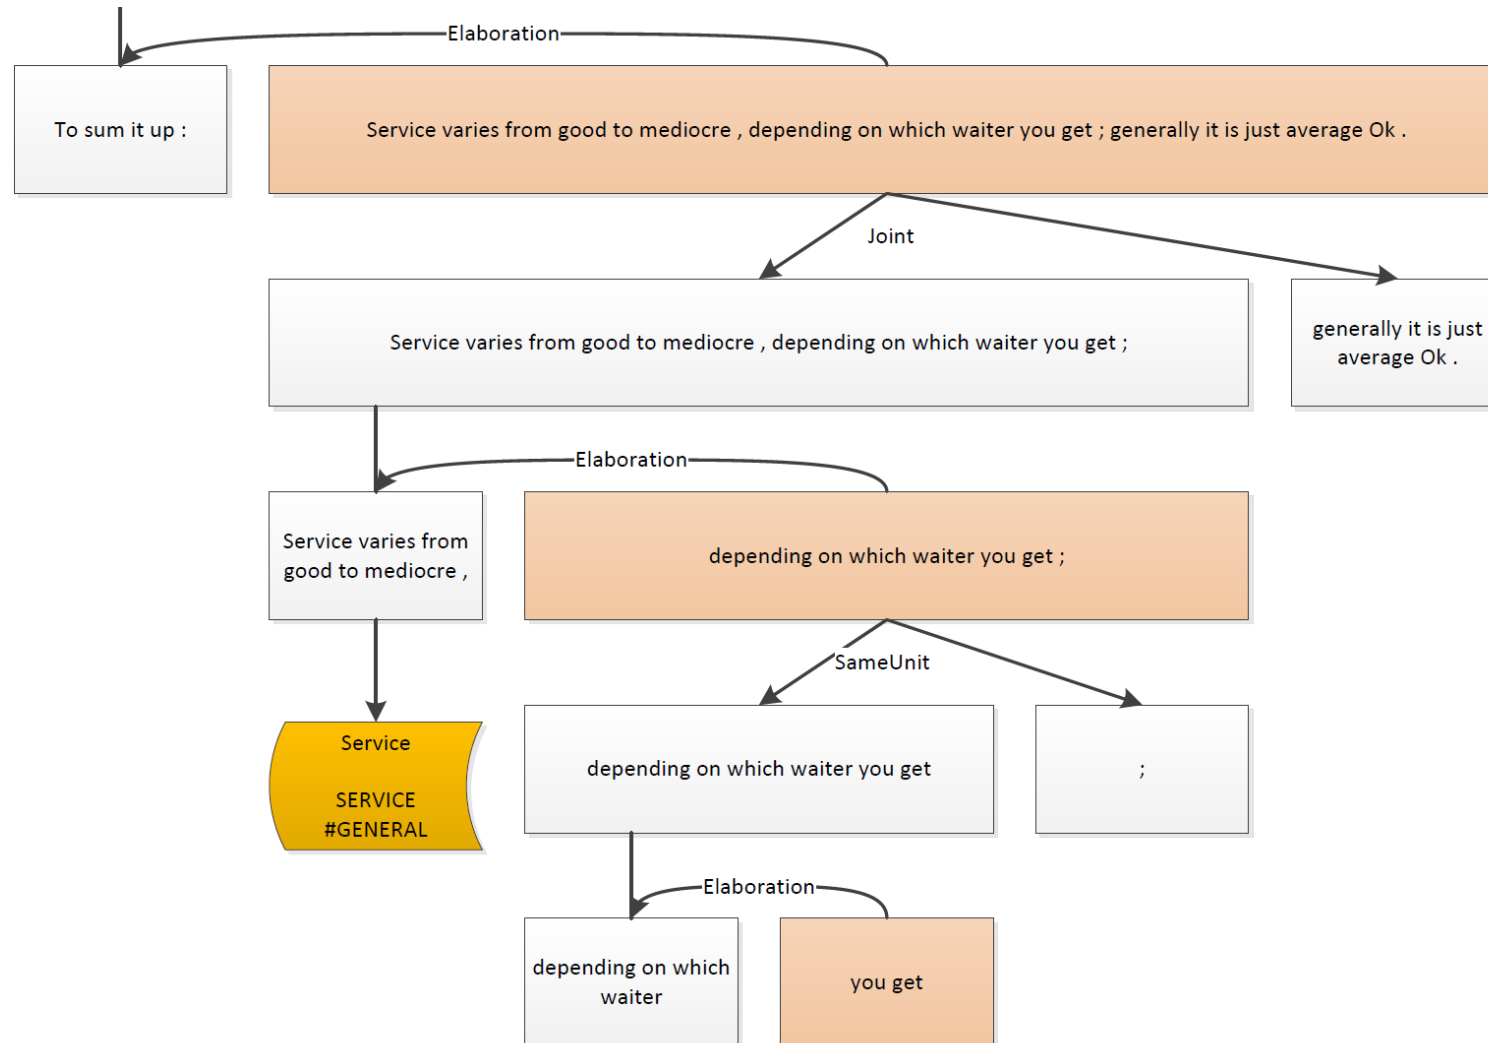 Elaboration
To sum it up :
Service varies from good to mediocre , depending on which waiter you get ; generally it is just average Ok .
Joint
Service varies from good to mediocre , depending on which waiter you get ;
generally it is just
average Ok .
Elaboration
Service varies from
good to mediocre ,
depending on which waiter you get ;
SameUnit
Service
SERVICE
#GENERAL
depending on which waiter you get
;
Elaboration
depending on which
waiter
you get